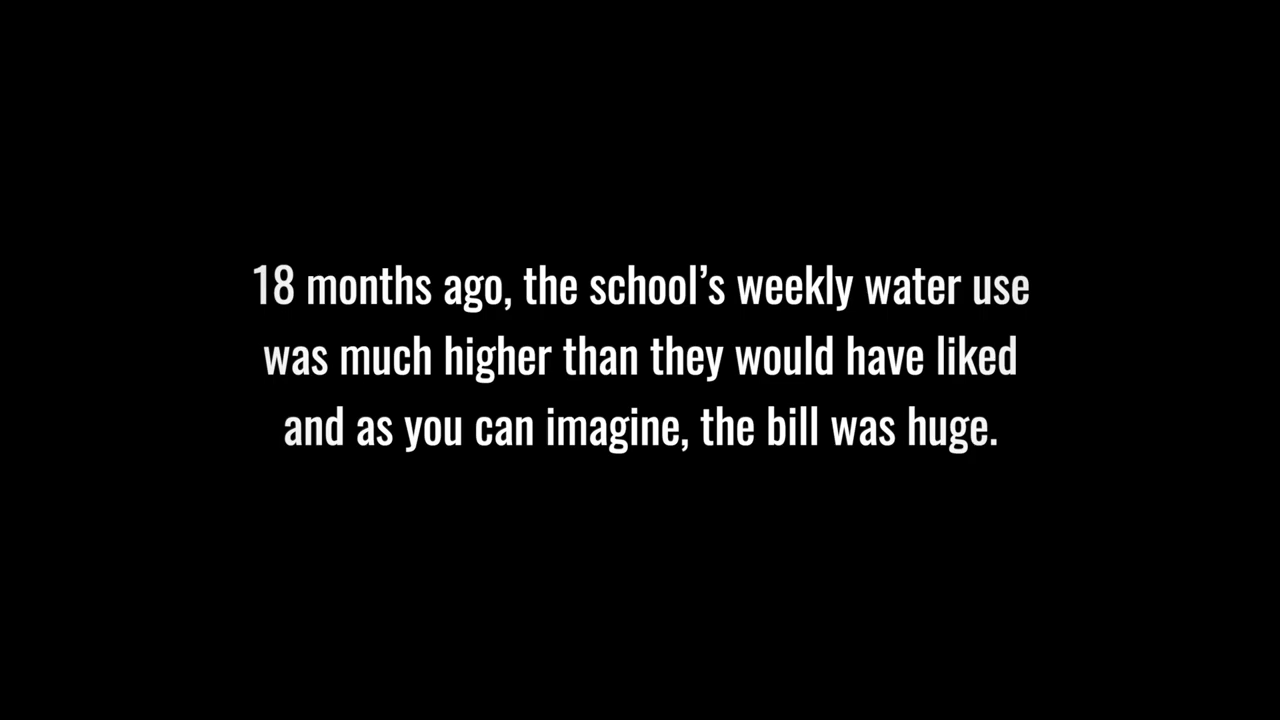 18 months ago, the school’s weekly water use
was much higher than they would have liked
and as you can imagine, the bill was huge.